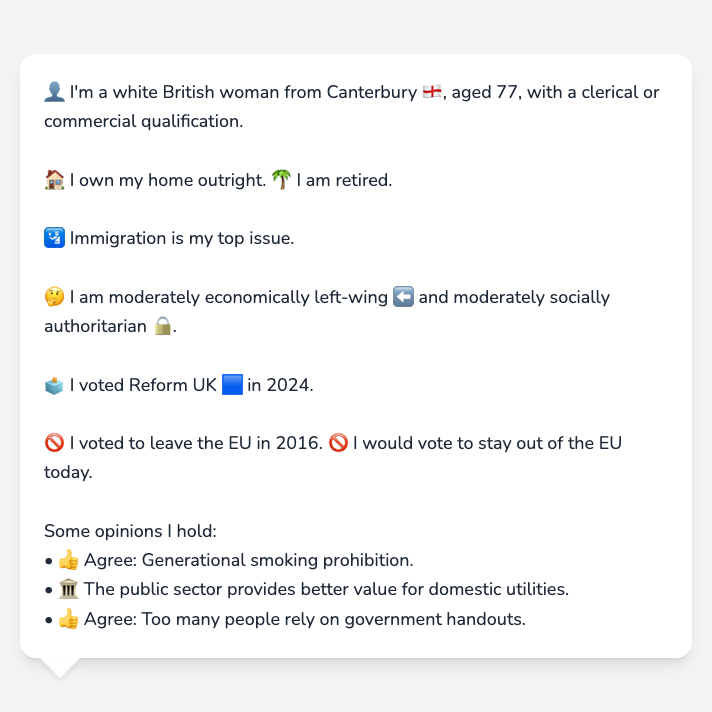 👤 I'm a white British woman from Canterbury 🏴󠁧󠁢󠁥󠁮󠁧󠁿, aged 77, with a clerical or
commercial qualification.
🏠 I own my home outright. 🌴 I am retired.
🛂 Immigration is my top issue.
🤔 I am moderately economically left-wing ⬅️ and moderately socially
authoritarian 🔒.
🗳️ I voted Reform UK 🟦 in 2024.
🚫 I voted to leave the EU in 2016. 🚫 I would vote to stay out of the EU
today.
Some opinions I hold:
• 👍 Agree: Generational smoking prohibition.
• 🏛️ The public sector provides better value for domestic utilities.
• 👍 Agree: Too many people rely on government handouts.